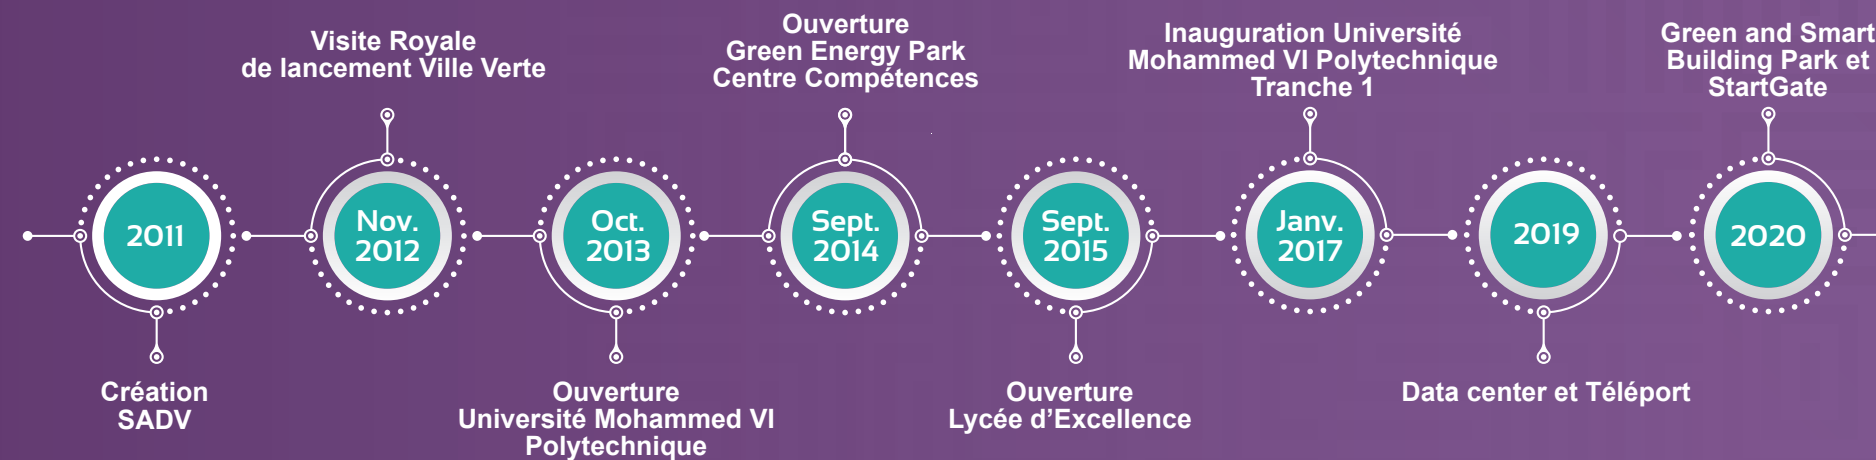 2011
Création
SADV
Visite Royale
de lancement Ville Verte
Nov.
2012
Oct.
2013
Ouverture
Université Mohammed VI
Polytechnique
Ouverture
Green Energy Park
Centre Compétences
Sept.
2014
Sept.
2015
Ouverture
Lycée d’Excellence
Inauguration Université
Mohammed VI Polytechnique
Tranche 1
Janv.
2017
2019
Data center et Téléport
Green and Smart
Building Park et
StartGate
2020